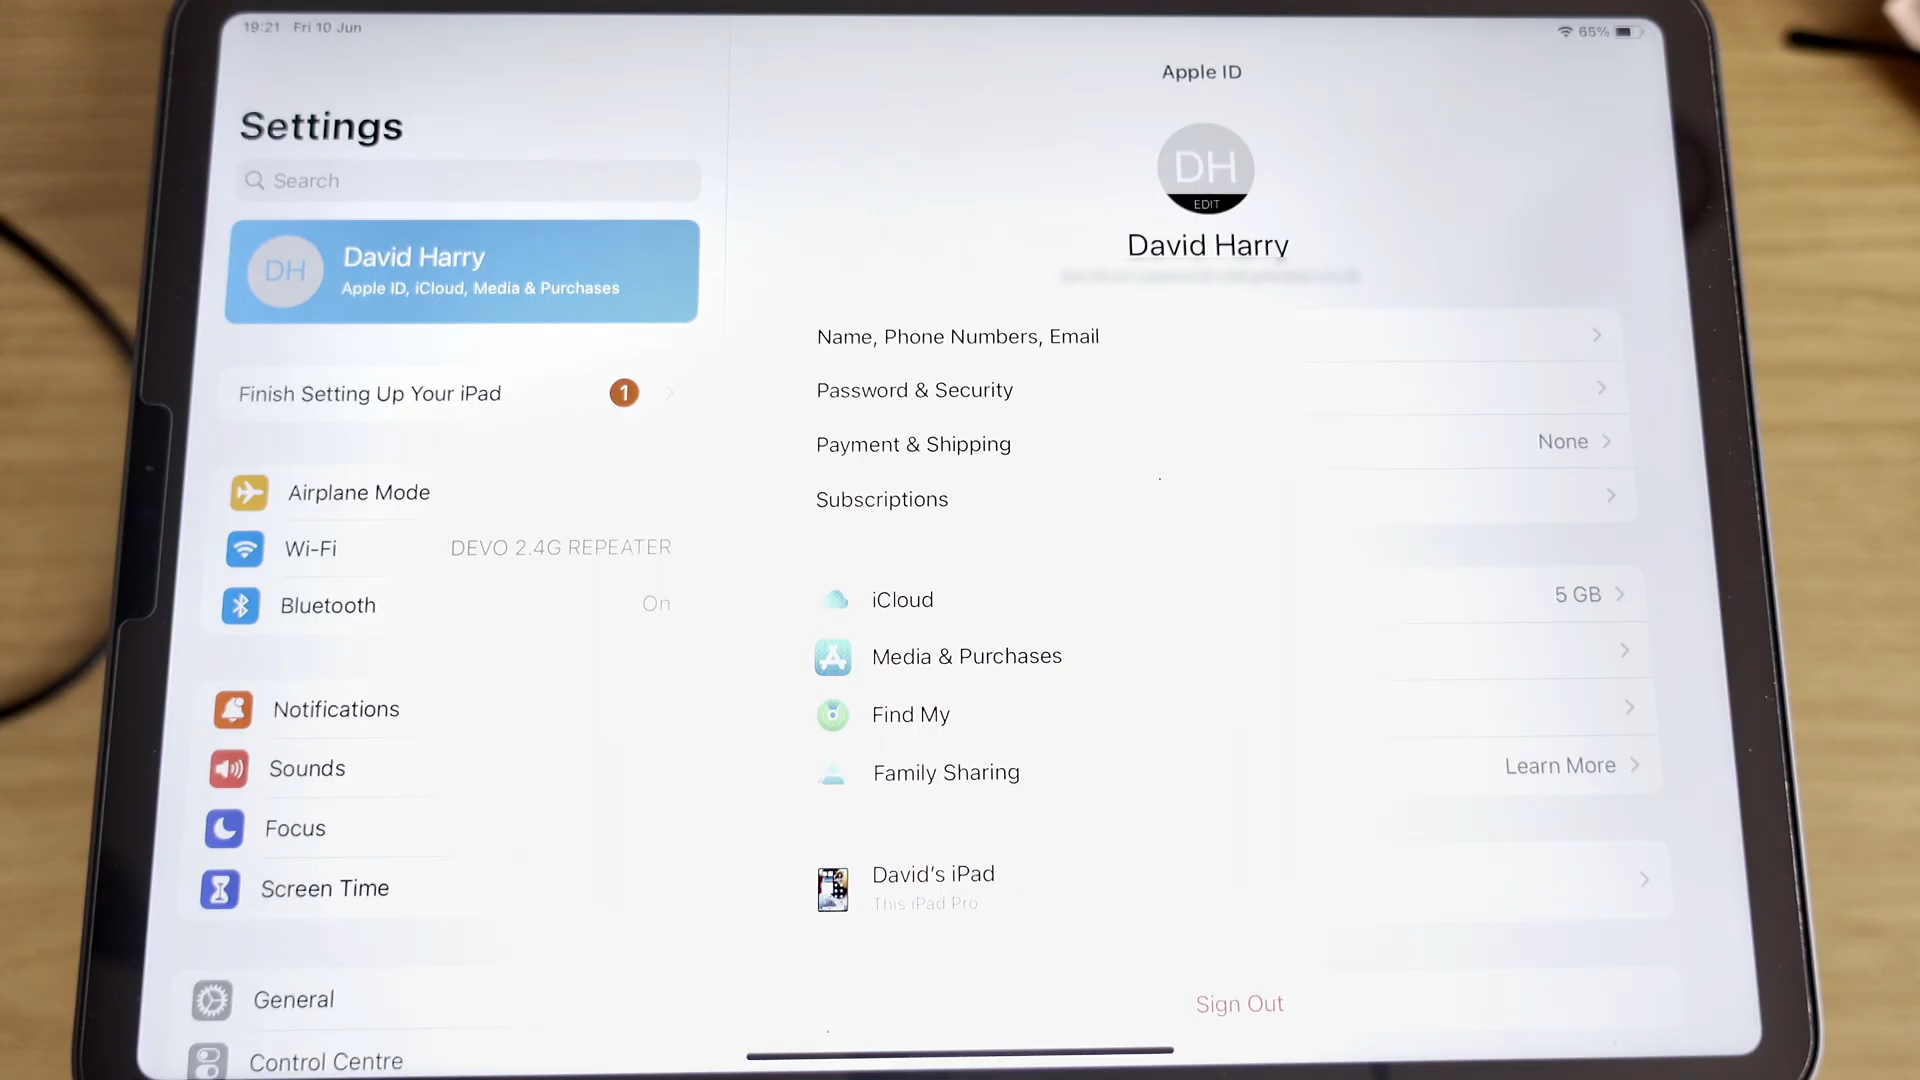 19:21 Fri 10 Jun
65%
Settings
Search
DH
David Harry
Apple ID, iCloud, Media & Purchases
Finish Setting Up Your iPad 1
Airplane Mode
Wi-Fi DEVO 2.4G REPEATER
Bluetooth On
Notifications
Sounds
Focus
Screen Time
General
Control Centre
Apple ID
DH
EDIT
David Harry
Name, Phone Numbers, Email
Password & Security
Payment & Shipping None
Subscriptions
iCloud 5 GB
Media & Purchases
Find My
Family Sharing Learn More
David's iPad
This iPad Pro
Sign Out